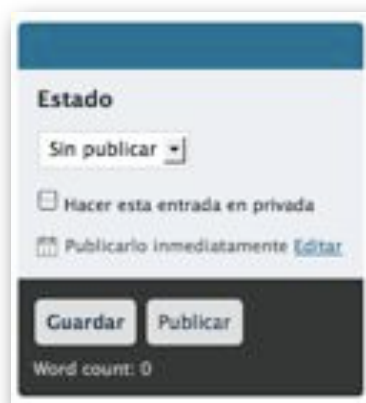 Estado
Sin publicar
Hacer esta entrada en privada
Publicarlo inmediatamente Editar
Guardar Publicar
Word count: 0